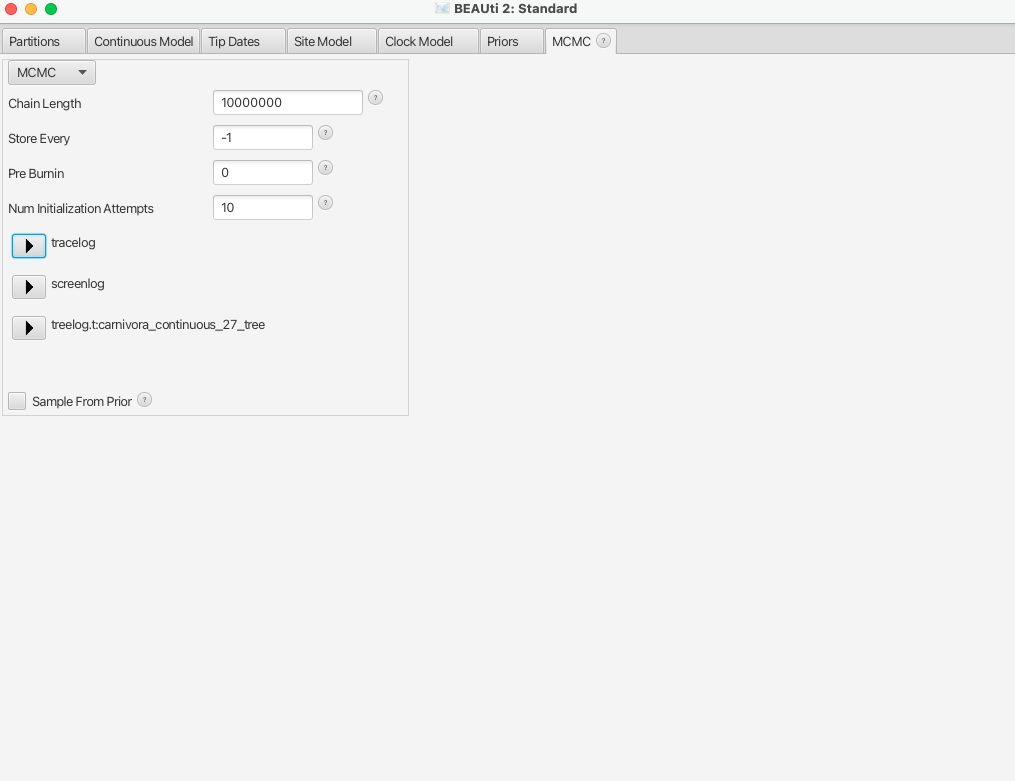 BEAUti 2: Standard
Partitions Continuous Model Tip Dates Site Model Clock Model Priors MCMC ?
MCMC
Chain Length 10000000 ?
Store Every -1 ?
Pre Burnin 0 ?
Num Initialization Attempts 10 ?
tracelog
screenlog
treelog.t:carnivora_continuous_27_tree
Sample From Prior ?